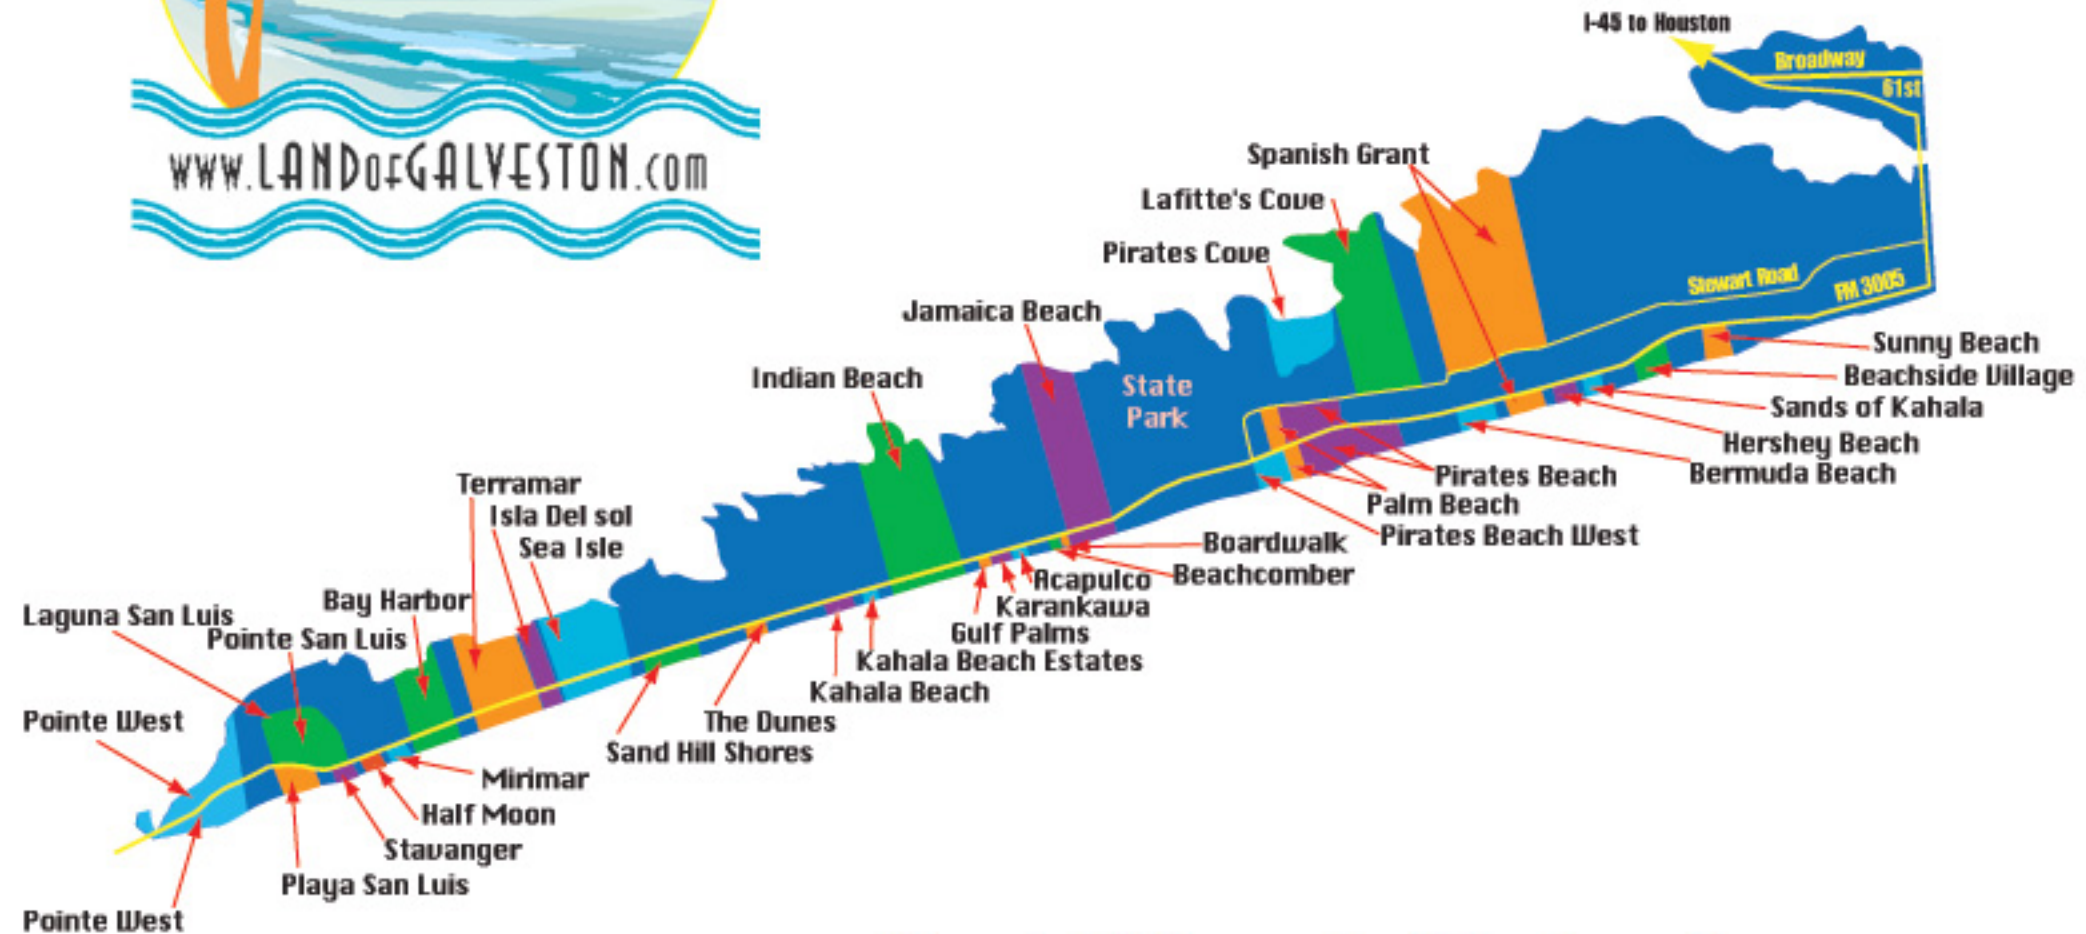 I-45 to Houston
Broadway
61st
www.LANDOFGALVESTON.com
Spanish Grant
Lafitte's Cove
Pirates Cove
Stewart Road
FM 3005
Jamaica Beach
Sunny Beach
Indian Beach
Beachside Village
State
Park
Sands of Kahala
Hershey Beach
Bermuda Beach
Pirates Beach
Palm Beach
Pirates Beach West
Terramar
Isla Del sol
Sea Isle
Boardwalk
Beachcomber
Acapulco
Karankawa
Gulf Palms
Kahala Beach Estates
Kahala Beach
Bay Harbor
Laguna San Luis
Pointe San Luis
The Dunes
Sand Hill Shores
Pointe West
Mirimar
Half Moon
Stavanger
Playa San Luis
Pointe West